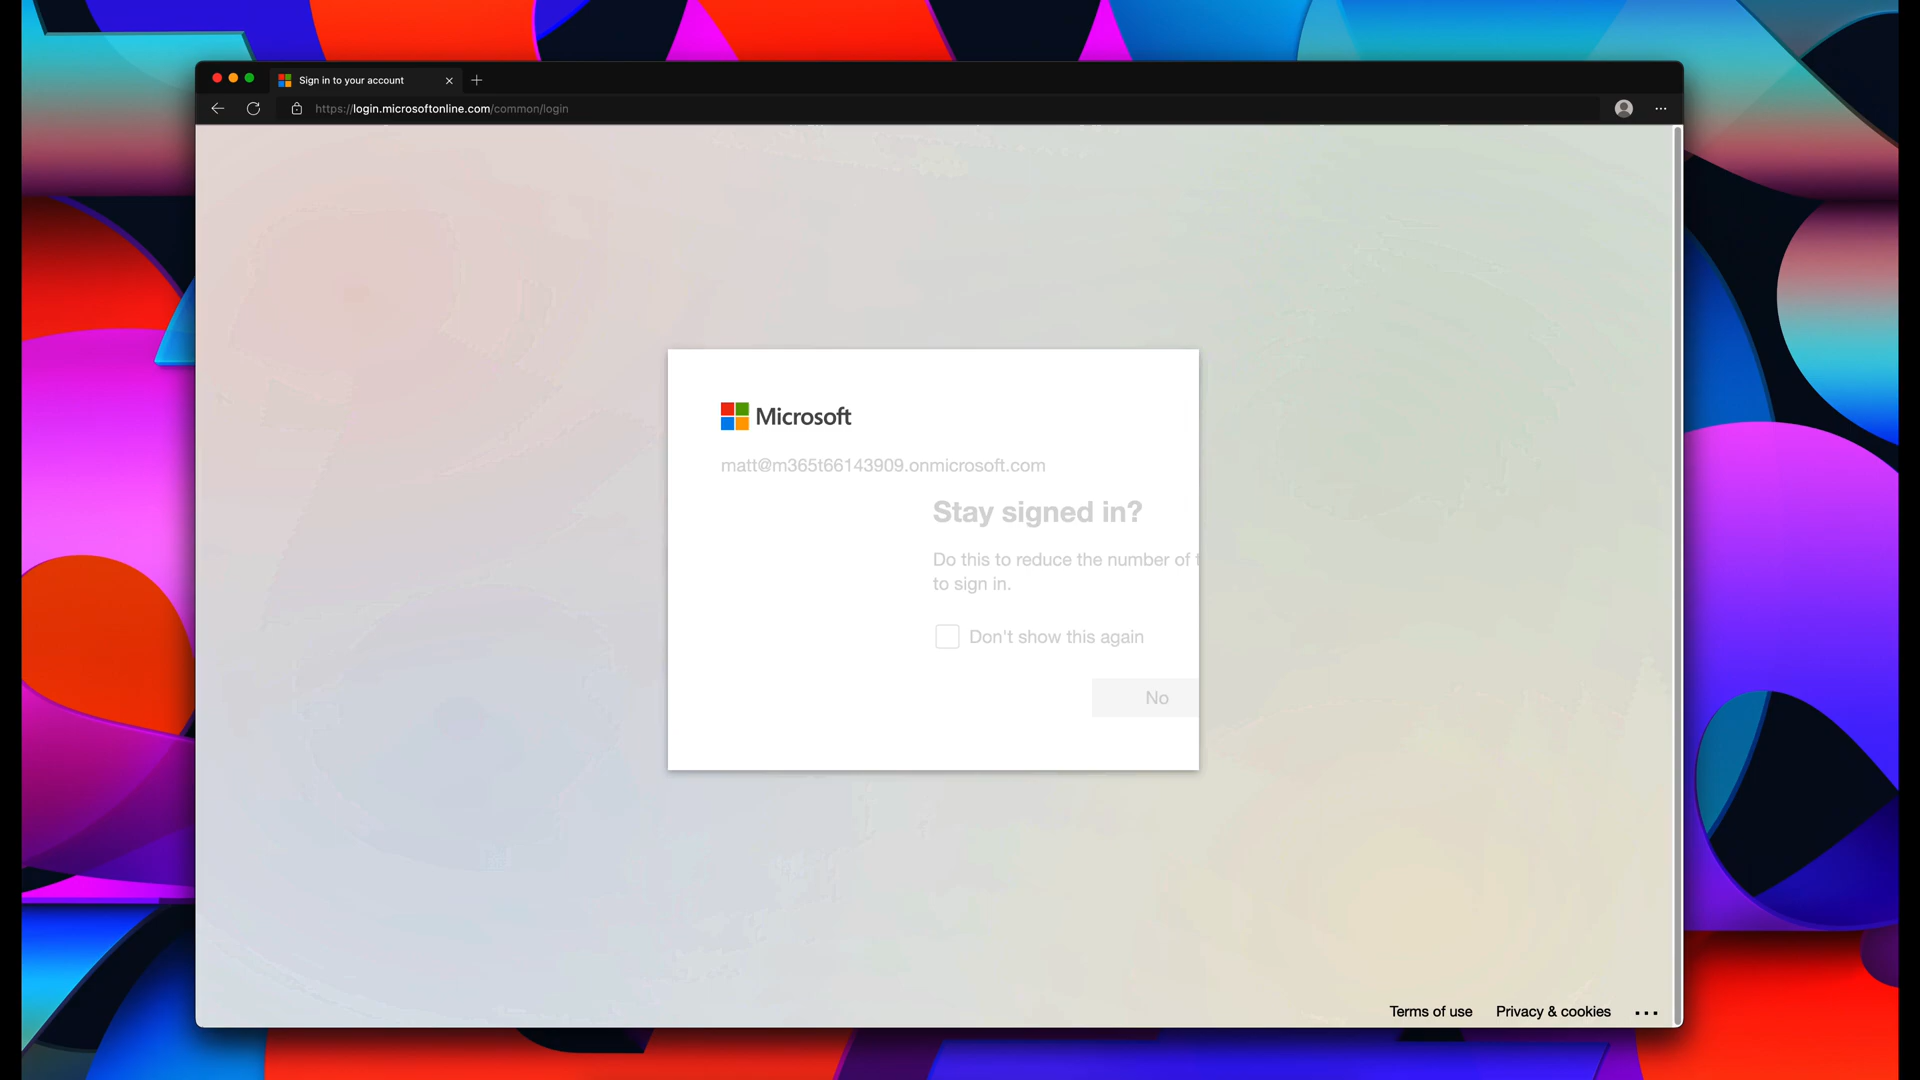 Sign in to your account
https://login.microsoftonline.com/common/login
Microsoft
matt@m365t66143909.onmicrosoft.com
Stay signed in?
Do this to reduce the number of
to sign in.
Don't show this again
No
Terms of use Privacy & cookies